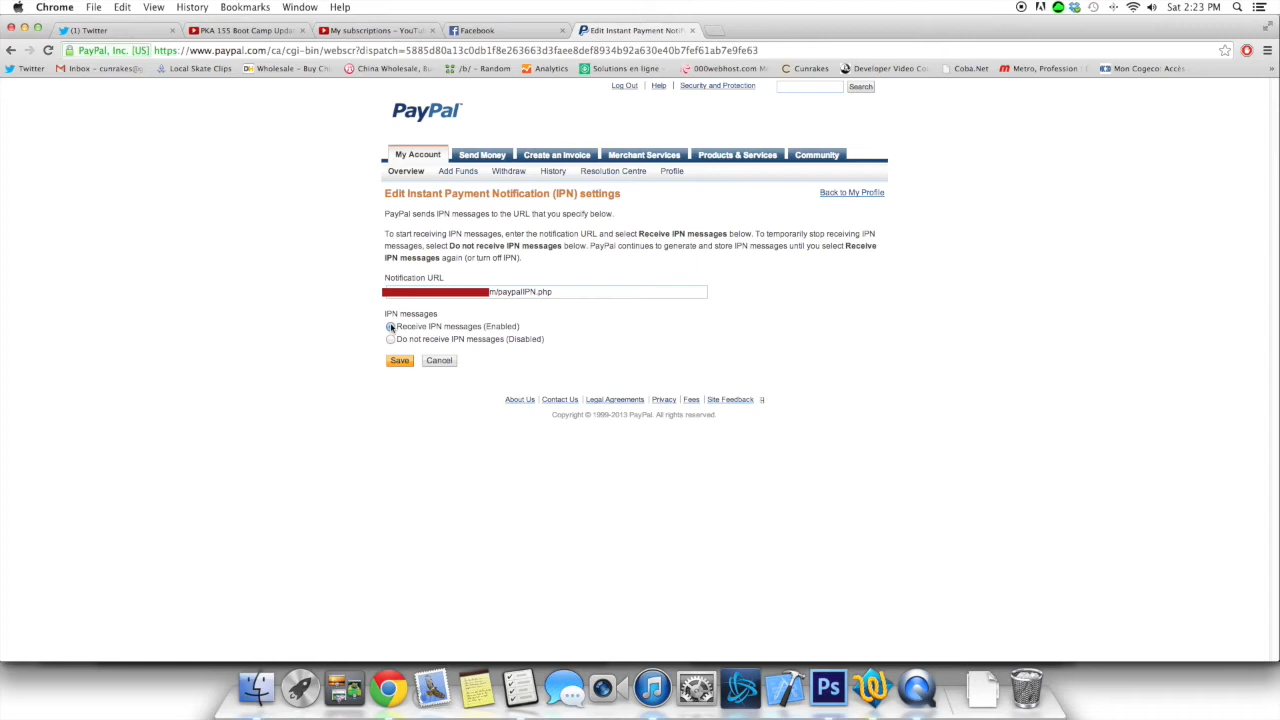 Chrome File Edit View History Bookmarks Window Help Sat 2:23 PM
Twitter PKA 155 Boot Camp Updat My subscriptions – YouTu Facebook Edit Instant Payment Notif
PayPal, Inc. [US] https://www.paypal.com/ca/cgi-bin/webscr?dispatch=5885d80a13c0db1f8e263663d3faee8def8934b92a630e40b7fef61ab7e9fe63
Twitter Inbox – cunrakes@g Local Skate Clips Wholesale – Buy Chi China Wholesale, Bu /b/ – Random Analytics Solutions en ligne 000webhost.com Me Cunrakes Developer Video Co Coba.Net Metro, Profession Mon Cogeco: Accès »
Log Out Help Security and Protection Search
PayPal
My Account Send Money Create an Invoice Merchant Services Products & Services Community
Overview Add Funds Withdraw History Resolution Centre Profile
Edit Instant Payment Notification (IPN) settings Back to My Profile
PayPal sends IPN messages to the URL that you specify below.
To start receiving IPN messages, enter the notification URL and select Receive IPN messages below. To temporarily stop receiving IPN
messages, select Do not receive IPN messages below. PayPal continues to generate and store IPN messages until you select Receive
IPN messages again (or turn off IPN).
Notification URL
m/paypalIPN.php
IPN messages
Receive IPN messages (Enabled)
Do not receive IPN messages (Disabled)
Save Cancel
About Us Contact Us Legal Agreements Privacy Fees Site Feedback [-]
Copyright © 1999-2013 PayPal. All rights reserved.
Ps